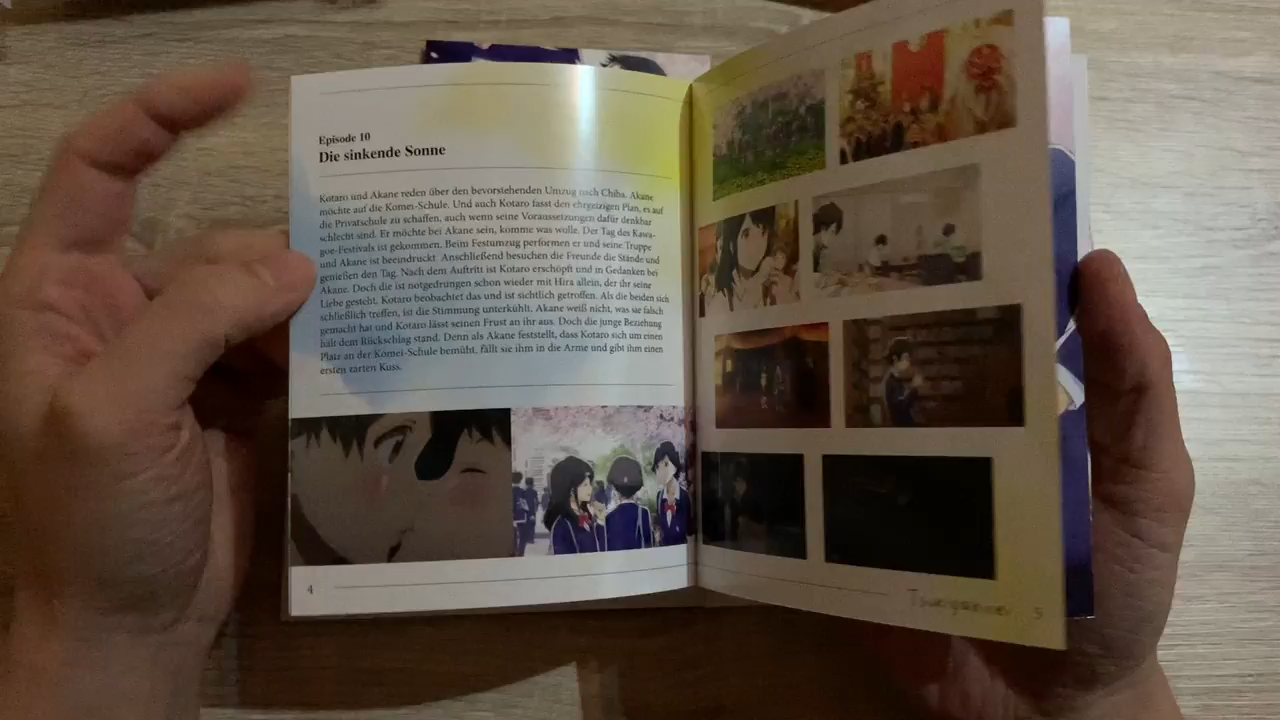 Episode 10
Die sinkende Sonne
Kotaro und Akane reden über den bevorstehenden Umzug nach Chiba. Akane
möchte auf die Komei-Schule. Und auch Kotaro fasst den ehrgeizigen Plan, es auf
die Privatschule zu schaffen, auch wenn seine Voraussetzungen dafür denkbar
schlecht sind. Er möchte bei Akane sein, komme was wolle. Der Tag des Kawa-
goe-Festivals ist gekommen. Beim Festumzug performen er und seine Truppe
und Akane ist beeindruckt. Anschließend besuchen die Freunde die Stände und
genießen den Tag. Nach dem Auftritt ist Kotaro erschöpft und in Gedanken bei
Akane. Doch die ist notgedrungen schon wieder mit Hira allein, der ihr seine
Liebe gesteht. Kotaro beobachtet das und ist sichtlich getroffen. Als die beiden sich
schließlich treffen, ist die Stimmung unterkühlt. Akane weiß nicht, was sie falsch
gemacht hat und Kotaro lässt seinen Frust an ihr aus. Doch die junge Beziehung
hält dem Rückschlag stand. Denn als Akane feststellt, dass Kotaro sich um einen
Platz an der Komei-Schule bemüht, fällt sie ihm in die Arme und gibt ihm einen
ersten zarten Kuss.
4
Tsukigakirei 5